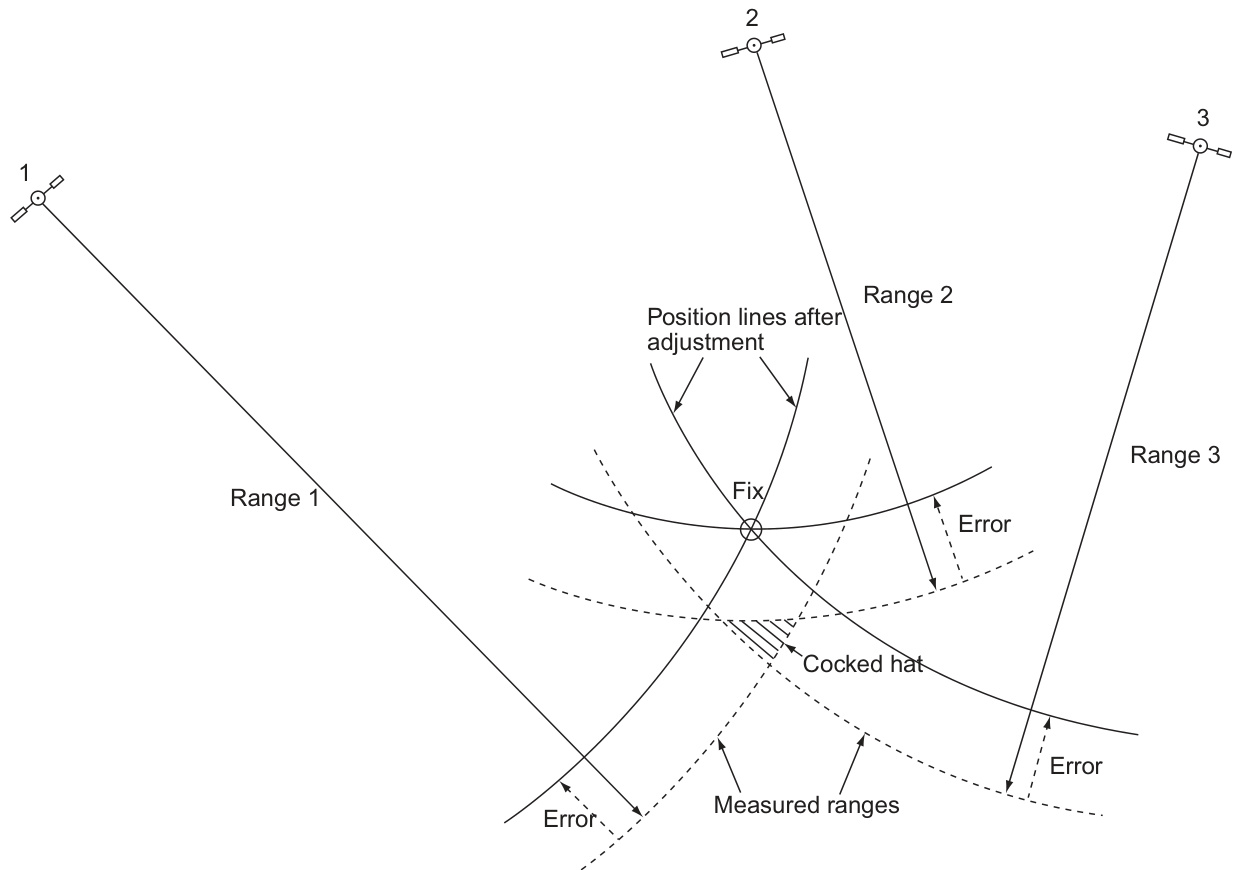 2
3
1
Range 2
Position lines after
adjustment
Range 3
Range 1
Fix
Error
Cocked hat
Error
Measured ranges
Error